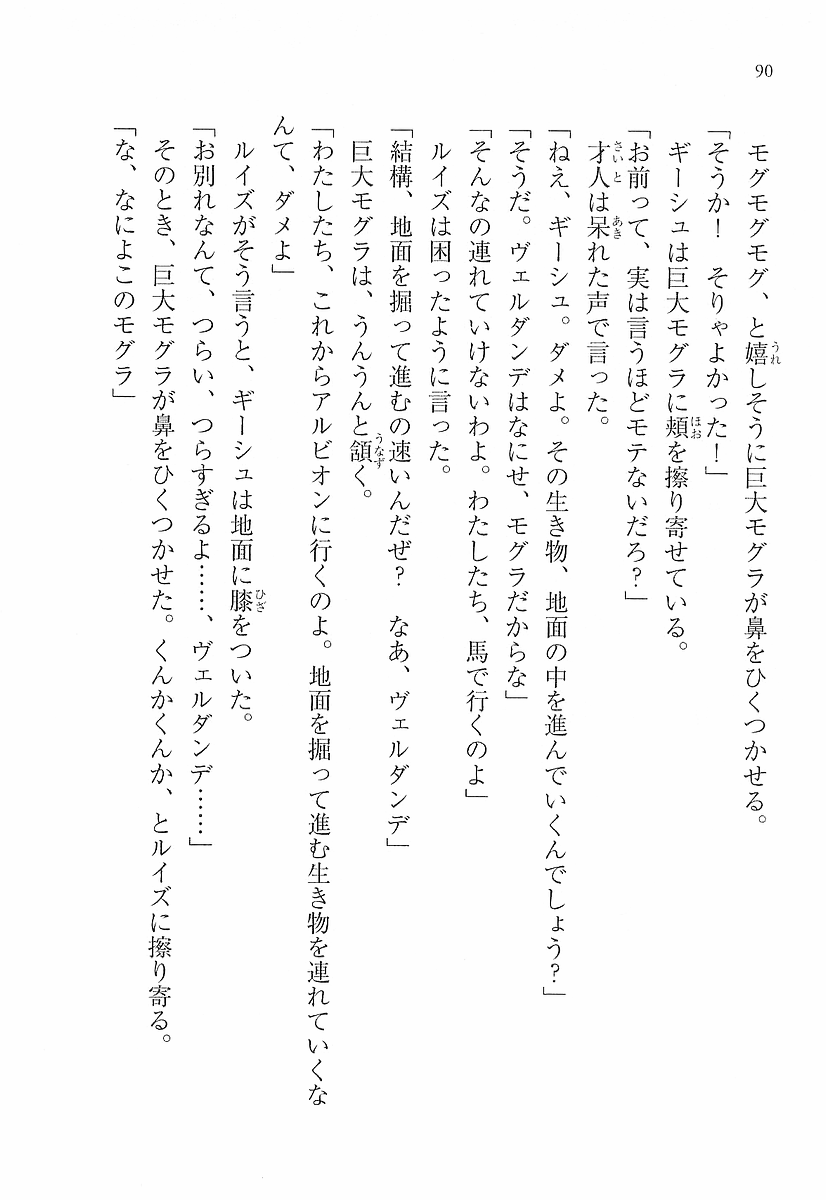 90
モグモグモグ、と嬉しそうに巨大モグラが鼻をひくつかせる。
「そうか！　そりゃよかった！」
ギーシュは巨大モグラに頬を擦り寄せている。
「お前って、実は言うほどモテないだろ？」
才人は呆れた声で言った。
「ねえ、ギーシュ。ダメよ。その生き物、地面の中を進んでいくんでしょう？」
「そうだ。ヴェルダンデはなにせ、モグラだからな」
「そんなの連れていけないわよ。わたしたち、馬で行くのよ」
ルイズは困ったように言った。
「結構、地面を掘って進むの速いんだぜ？　なあ、ヴェルダンデ」
巨大モグラは、うんうんと頷く。
「わたしたち、これからアルビオンに行くのよ。地面を掘って進む生き物を連れていくな
んて、ダメよ」
ルイズがそう言うと、ギーシュは地面に膝をついた。
「お別れなんて、つらい、つらすぎるよ……、ヴェルダンデ……」
そのとき、巨大モグラが鼻をひくつかせた。くんかくんか、とルイズに擦り寄る。
「な、なによこのモグラ」